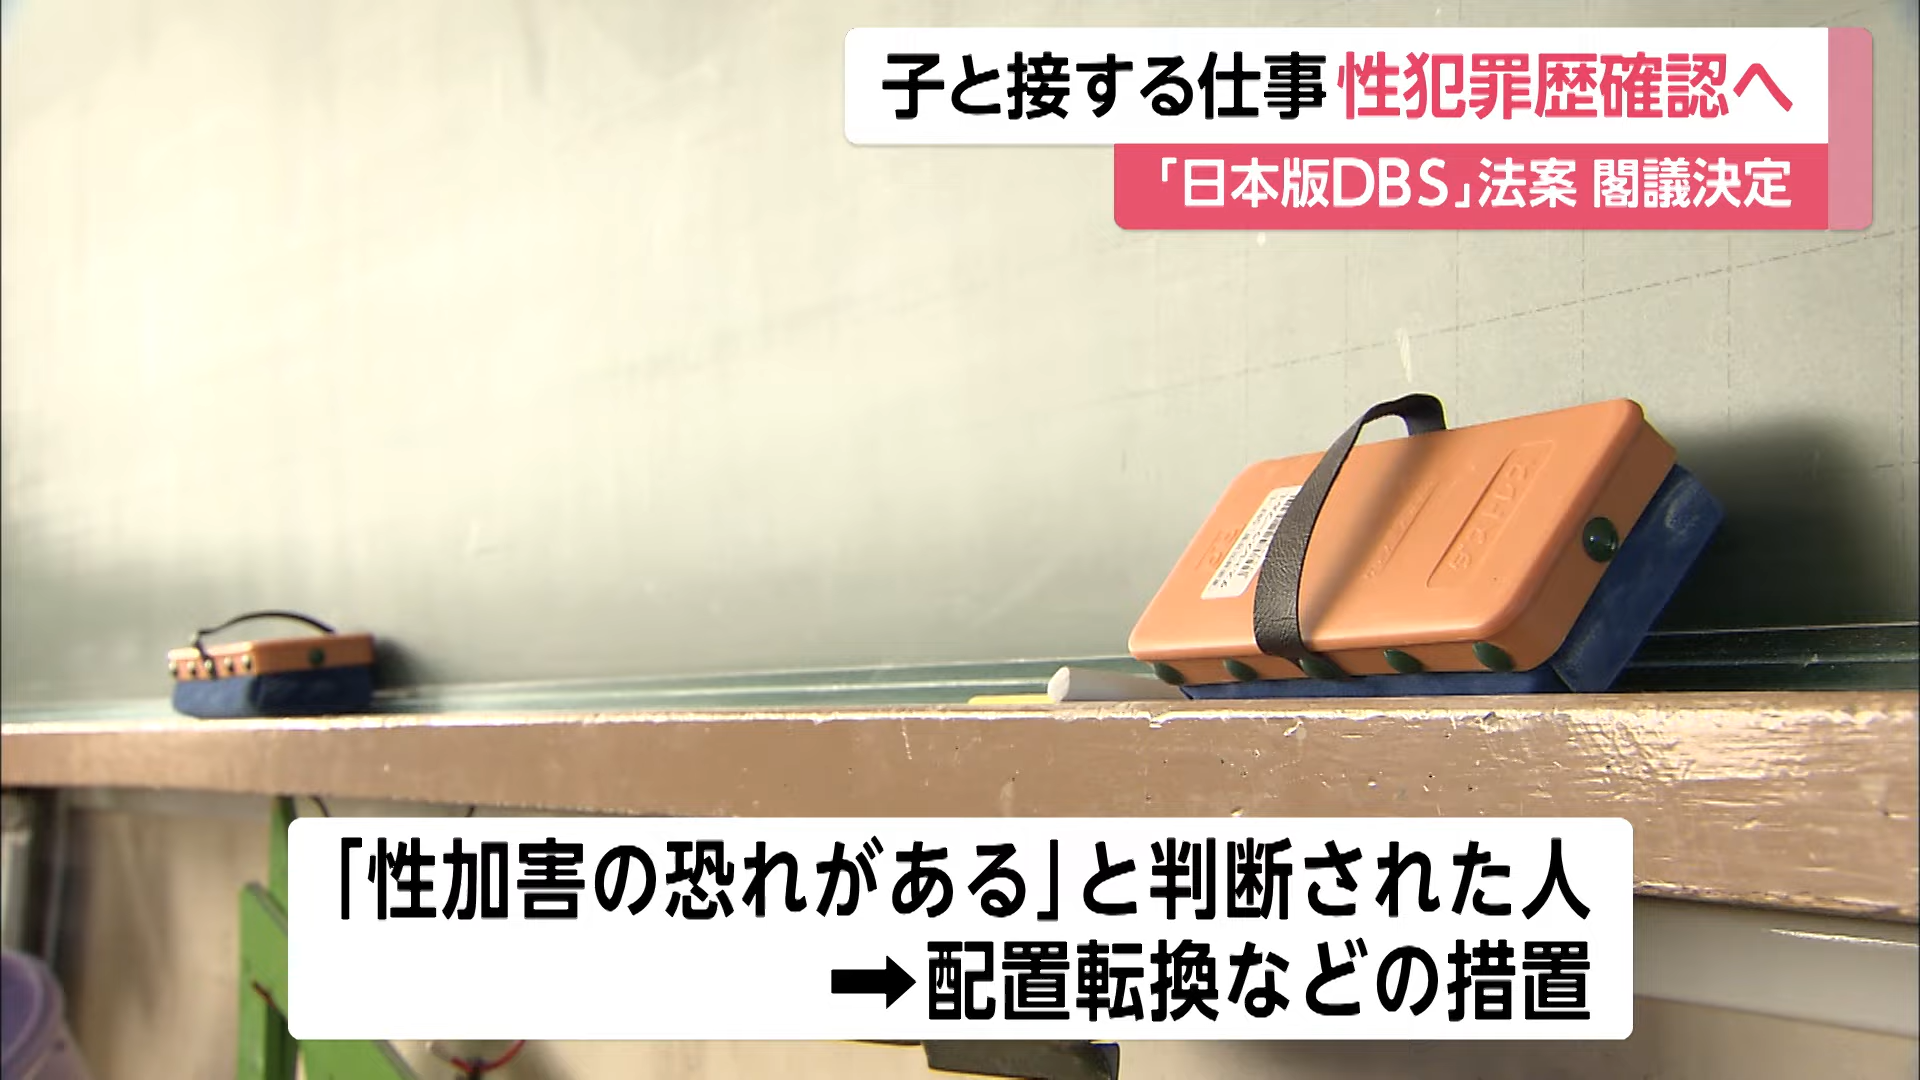 子と接する仕事 性犯罪歴確認へ
「日本版DBS」法案 閣議決定
「性加害の恐れがある」と判断された人
➡配置転換などの措置